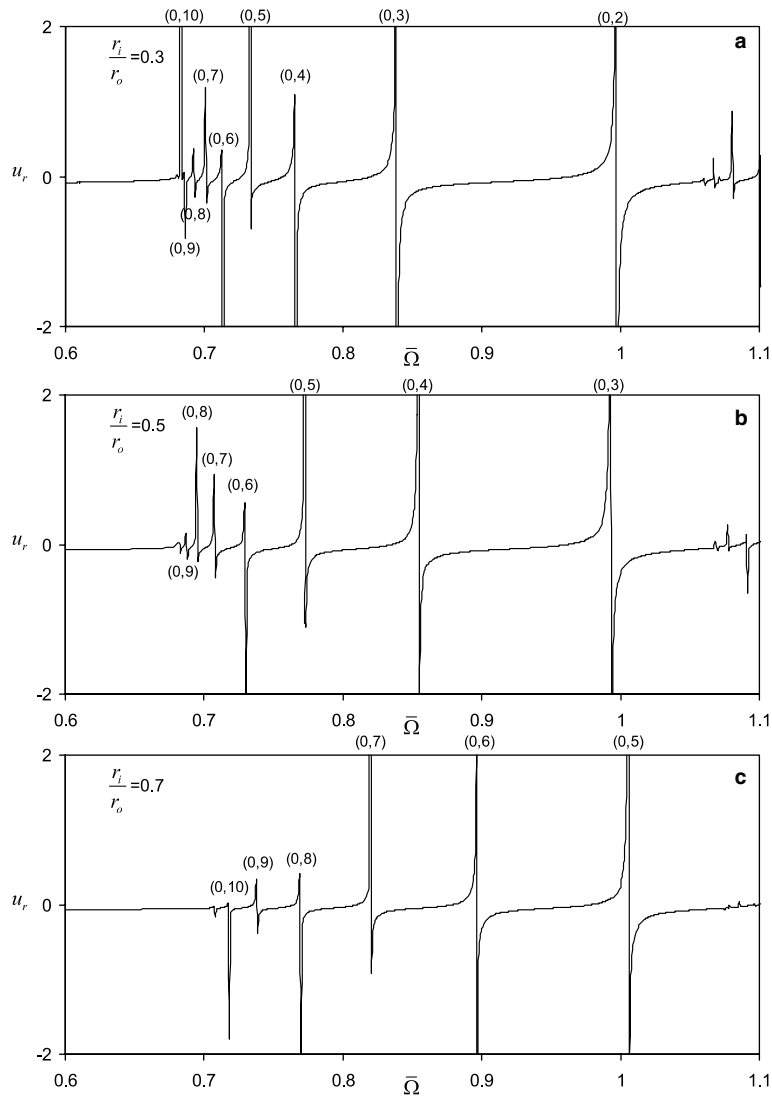 (0,10) (0,5) (0,3) (0,2)
2
r_i/r_o=0.3
a
(0,7)
(0,4)
(0,6)
u_r
0
(0,8)
(0,9)
-2
0.6 0.7 0.8 0.9 1 1.1
Ω̄
(0,5) (0,4) (0,3)
2
r_i/r_o=0.5
b
(0,8)
(0,7)
(0,6)
u_r
0
(0,9)
-2
0.6 0.7 0.8 0.9 1 1.1
Ω̄
(0,7) (0,6) (0,5)
2
r_i/r_o=0.7
c
(0,9) (0,8)
(0,10)
u_r
0
-2
0.6 0.7 0.8 0.9 1 1.1
Ω̄